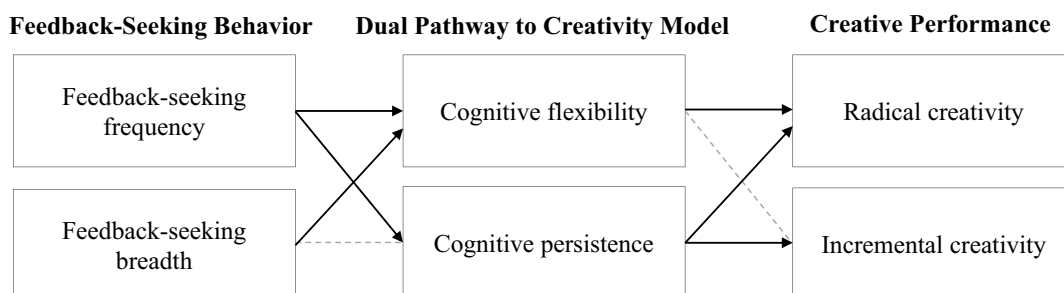 Feedback-Seeking Behavior
Dual Pathway to Creativity Model
Creative Performance
Feedback-seeking
frequency
Cognitive flexibility
Radical creativity
Feedback-seeking
breadth
Cognitive persistence
Incremental creativity